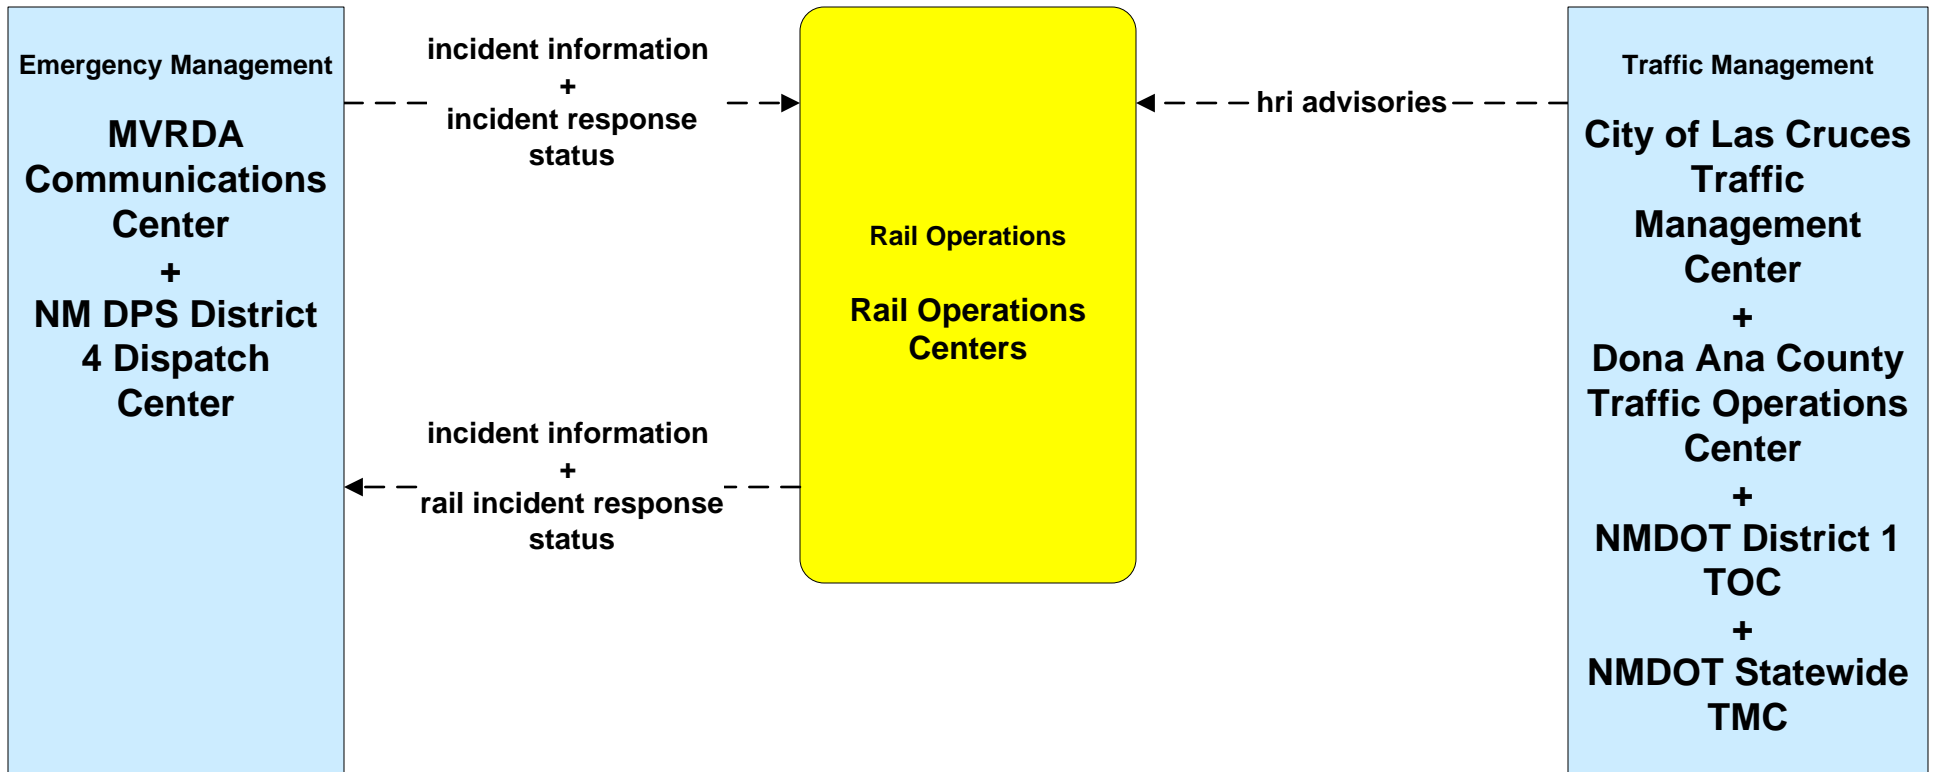 Emergency Management
MVRDA
Communications
Center
+
NM DPS District
4 Dispatch
Center
incident information
+
incident response
status
incident information
+
rail incident response
status
Rail Operations
Rail Operations
Centers
hri advisories
Traffic Management
City of Las Cruces
Traffic
Management
Center
+
Dona Ana County
Traffic Operations
Center
+
NMDOT District 1
TOC
+
NMDOT Statewide
TMC